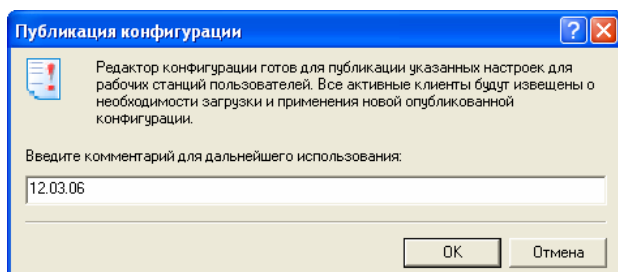 Публикация конфигурации
Редактор конфигурации готов для публикации указанных настроек для
рабочих станций пользователей. Все активные клиенты будут извещены о
необходимости загрузки и применения новой опубликованной
конфигурации.
Введите комментарий для дальнейшего использования:
12.03.06
OK
Отмена